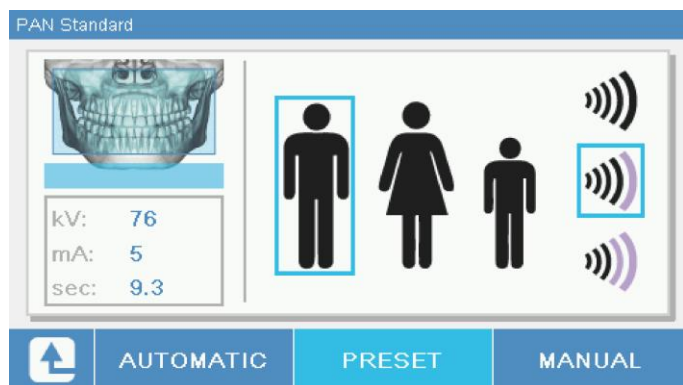 PAN Standard
kV: 76
mA: 5
sec: 9.3
AUTOMATIC PRESET MANUAL